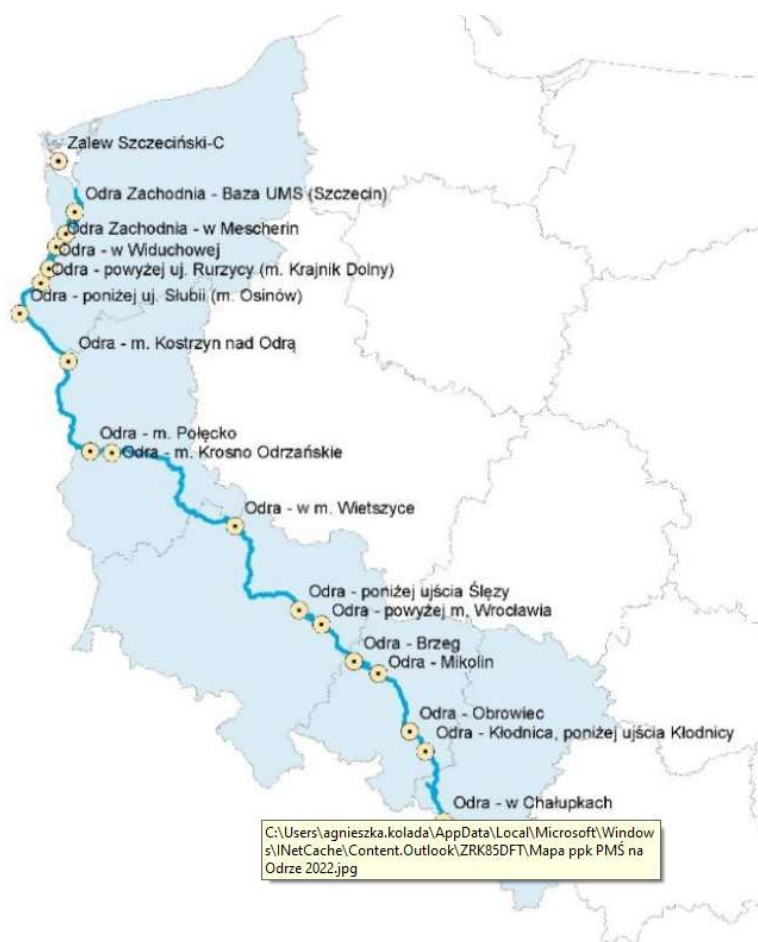 Zalew Szczeciński-C
Odra Zachodnia - Baza UMS (Szczecin)
Odra Zachodnia - w Mescherin
Odra - w Widuchowej
Odra - powyżej uj. Rurzycy (m. Krajnik Dolny)
Odra - poniżej uj. Słubii (m. Osinów)
Odra - m. Kostrzyn nad Odrą
Odra - m. Połęcko
Odra - m. Krosno Odrzańskie
Odra - w m. Wietszyce
Odra - poniżej ujścia Ślęzy
Odra - powyżej m. Wrocławia
Odra - Brzeg
Odra - Mikolin
Odra - Obrowiec
Odra - Kłodnica, poniżej ujścia Kłodnicy
Odra - w Chałupkach
C:\Users\agnieszka.kolada\AppData\Local\Microsoft\Window
s\INetCache\Content.Outlook\ZRK85DFT\Mapa ppk PMŚ na
Odrze 2022.jpg